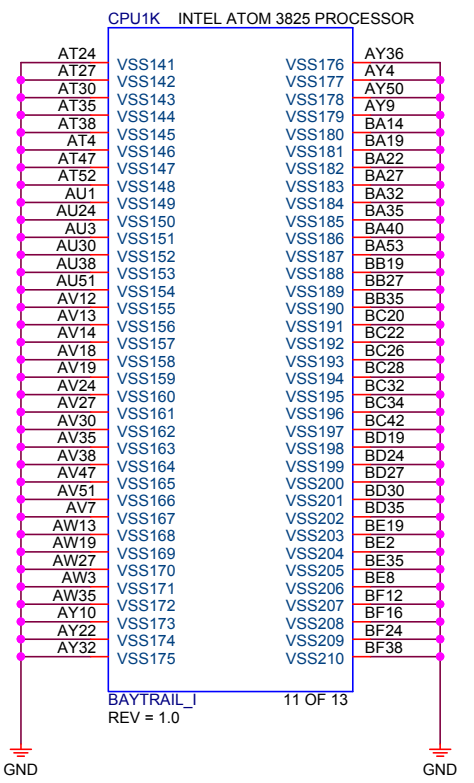 CPU1K INTEL ATOM 3825 PROCESSOR
AT24 VSS141 VSS176 AY36
AT27 VSS142 VSS177 AY4
AT30 VSS143 VSS178 AY50
AT35 VSS144 VSS179 AY9
AT38 VSS145 VSS180 BA14
AT4 VSS146 VSS181 BA19
AT47 VSS147 VSS182 BA22
AT52 VSS148 VSS183 BA27
AU1 VSS149 VSS184 BA32
AU24 VSS150 VSS185 BA35
AU3 VSS151 VSS186 BA40
AU30 VSS152 VSS187 BA53
AU38 VSS153 VSS188 BB19
AU51 VSS154 VSS189 BB27
AV12 VSS155 VSS190 BB35
AV13 VSS156 VSS191 BC20
AV14 VSS157 VSS192 BC22
AV18 VSS158 VSS193 BC26
AV19 VSS159 VSS194 BC28
AV24 VSS160 VSS195 BC32
AV27 VSS161 VSS196 BC34
AV30 VSS162 VSS197 BC42
AV35 VSS163 VSS198 BD19
AV38 VSS164 VSS199 BD24
AV47 VSS165 VSS200 BD27
AV51 VSS166 VSS201 BD30
AV7 VSS167 VSS202 BD35
AW13 VSS168 VSS203 BE19
AW19 VSS169 VSS204 BE2
AW27 VSS170 VSS205 BE35
AW3 VSS171 VSS206 BE8
AW35 VSS172 VSS207 BF12
AY10 VSS173 VSS208 BF16
AY22 VSS174 VSS209 BF24
AY32 VSS175 VSS210 BF38
BAYTRAIL_I 11 OF 13
REV = 1.0
GND GND